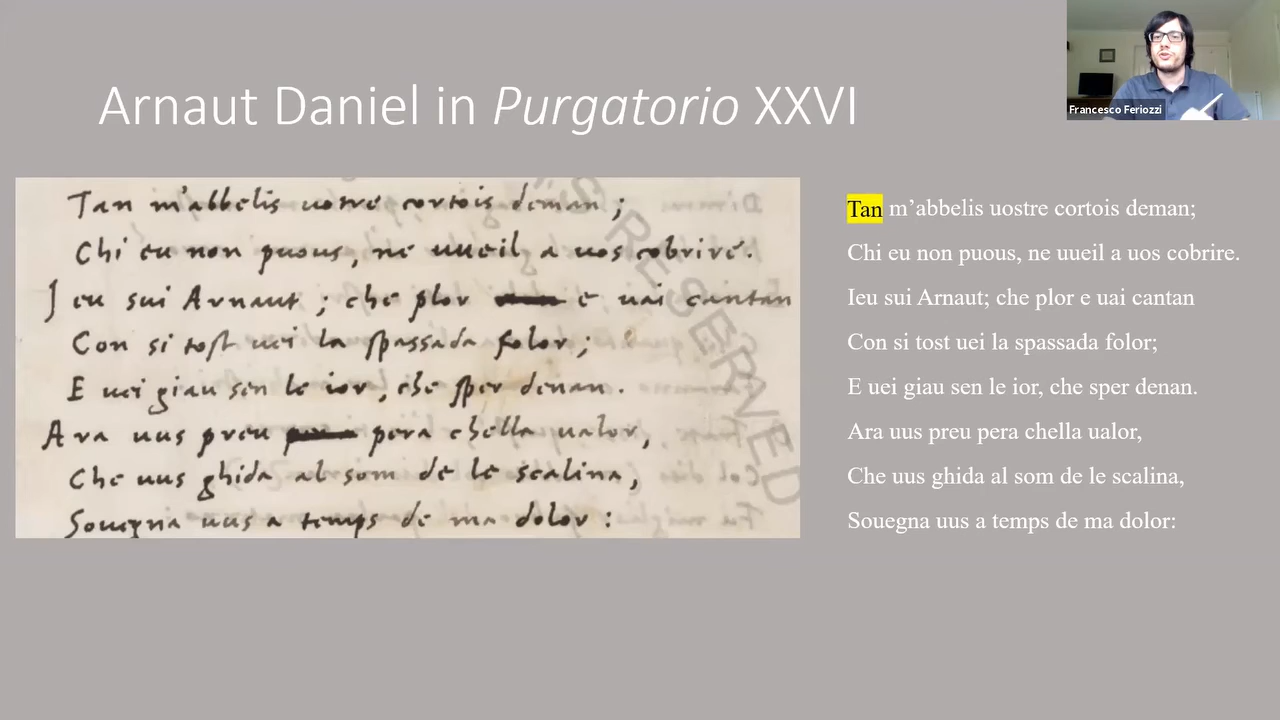 Arnaut Daniel in Purgatorio XXVI
Francesco Feriozzi
Tan m'abbelis uostre cortois deman;
Chi eu non puous, ne uueil a uos cobrire.
Jeu sui Arnaut; che plor e uai cantan
Con si tost uei la spassada folor;
E uei giau sen le ior, che sper denan.
Ara uus preu pera chella ualor,
Che uus ghida al som de le scalina,
Souegna uus a temps de ma dolor:
S RESERVED
Tan m’abbelis uostre cortois deman;
Chi eu non puous, ne uueil a uos cobrire.
Ieu sui Arnaut; che plor e uai cantan
Con si tost uei la spassada folor;
E uei giau sen le ior, che sper denan.
Ara uus preu pera chella ualor,
Che uus ghida al som de le scalina,
Souegna uus a temps de ma dolor: